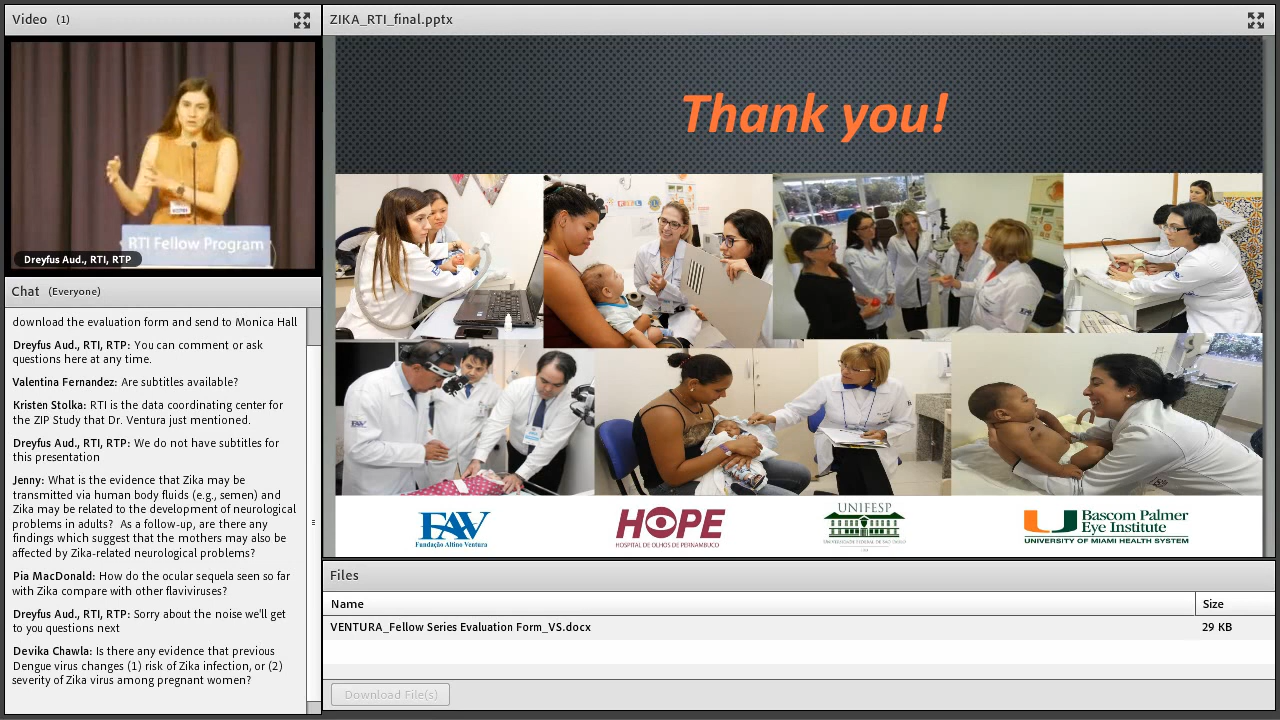 Video (1)
Dreyfus Aud., RTI, RTP
RTI Fellow Program
Chat (Everyone)
download the evaluation form and send to Monica Hall
Dreyfus Aud., RTI, RTP: You can comment or ask
questions here at any time.
Valentina Fernandez: Are subtitles available?
Kristen Stolka: RTI is the data coordinating center for
the ZIP Study that Dr. Ventura just mentioned.
Dreyfus Aud., RTI, RTP: We do not have subtitles for
this presentation
Jenny: What is the evidence that Zika may be
transmitted via human body fluids (e.g., semen) and
Zika may be related to the development of neurological
problems in adults? As a follow-up, are there any
findings which suggest that mothers may also be
affected by Zika-related neurological problems?
Pia MacDonald: How do the ocular sequela seen so far
with Zika compare with other flaviviruses?
Dreyfus Aud., RTI, RTP: Sorry about the noise we'll get
to you questions next
Devika Chawla: Is there any evidence that previous
Dengue virus changes (1) risk of Zika infection, or (2)
severity of Zika virus among pregnant women?
ZIKA_RTI_final.pptx
Thank you!
FAV
Fundação Altino Ventura
HOPE
HOSPITAL DE OLHOS DE PERNAMBUCO
UNIFESP
UNIVERSIDADE FEDERAL DE SÃO PAULO
Bascom Palmer
Eye Institute
UNIVERSITY OF MIAMI HEALTH SYSTEM
Files
Name Size
VENTURA_Fellow Series Evaluation Form_VS.docx 29 KB
Download File(s)